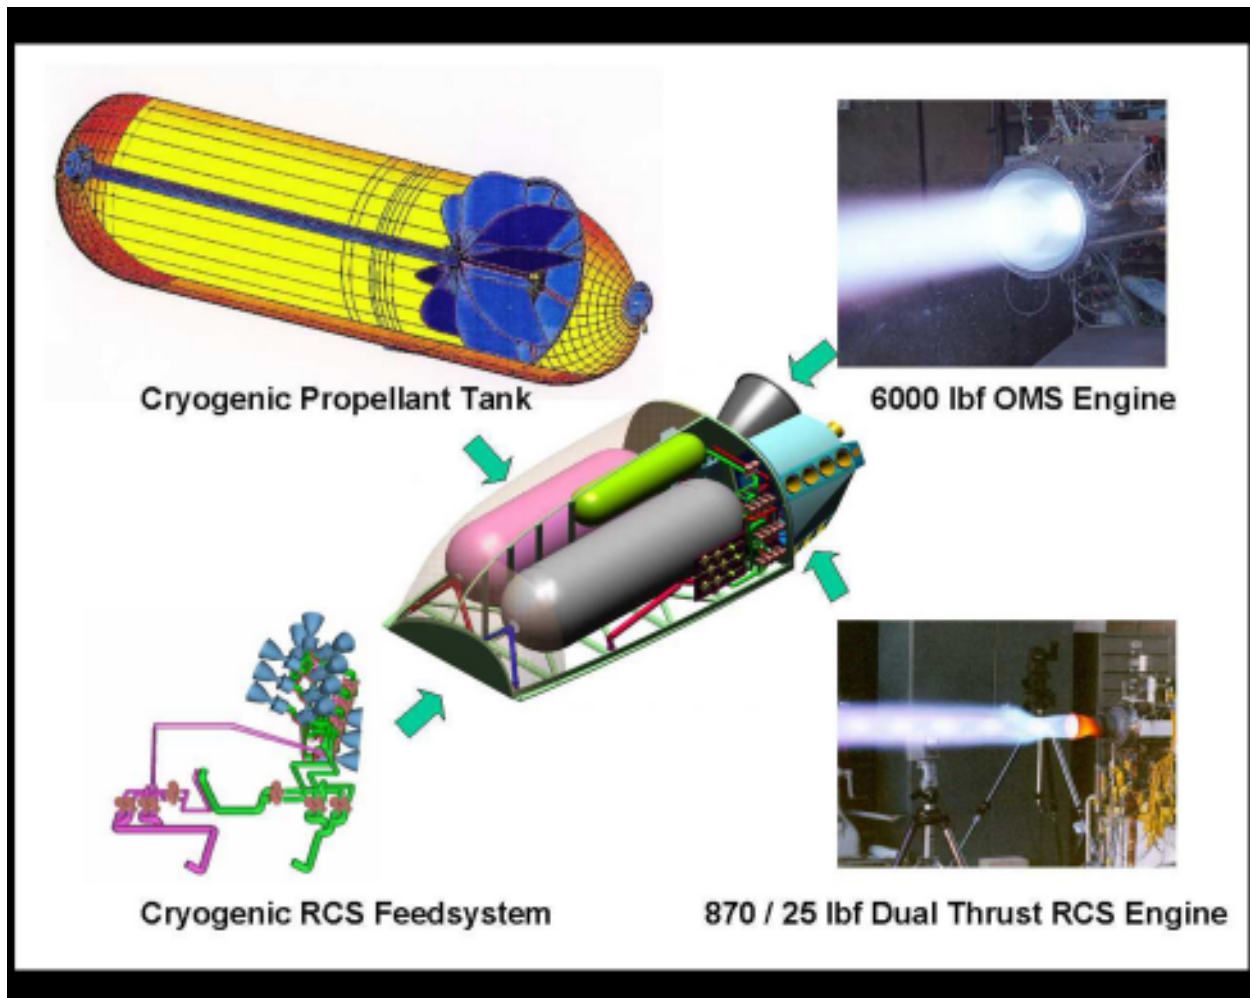 Cryogenic Propellant Tank
6000 lbf OMS Engine
Cryogenic RCS Feedsystem
870 / 25 lbf Dual Thrust RCS Engine